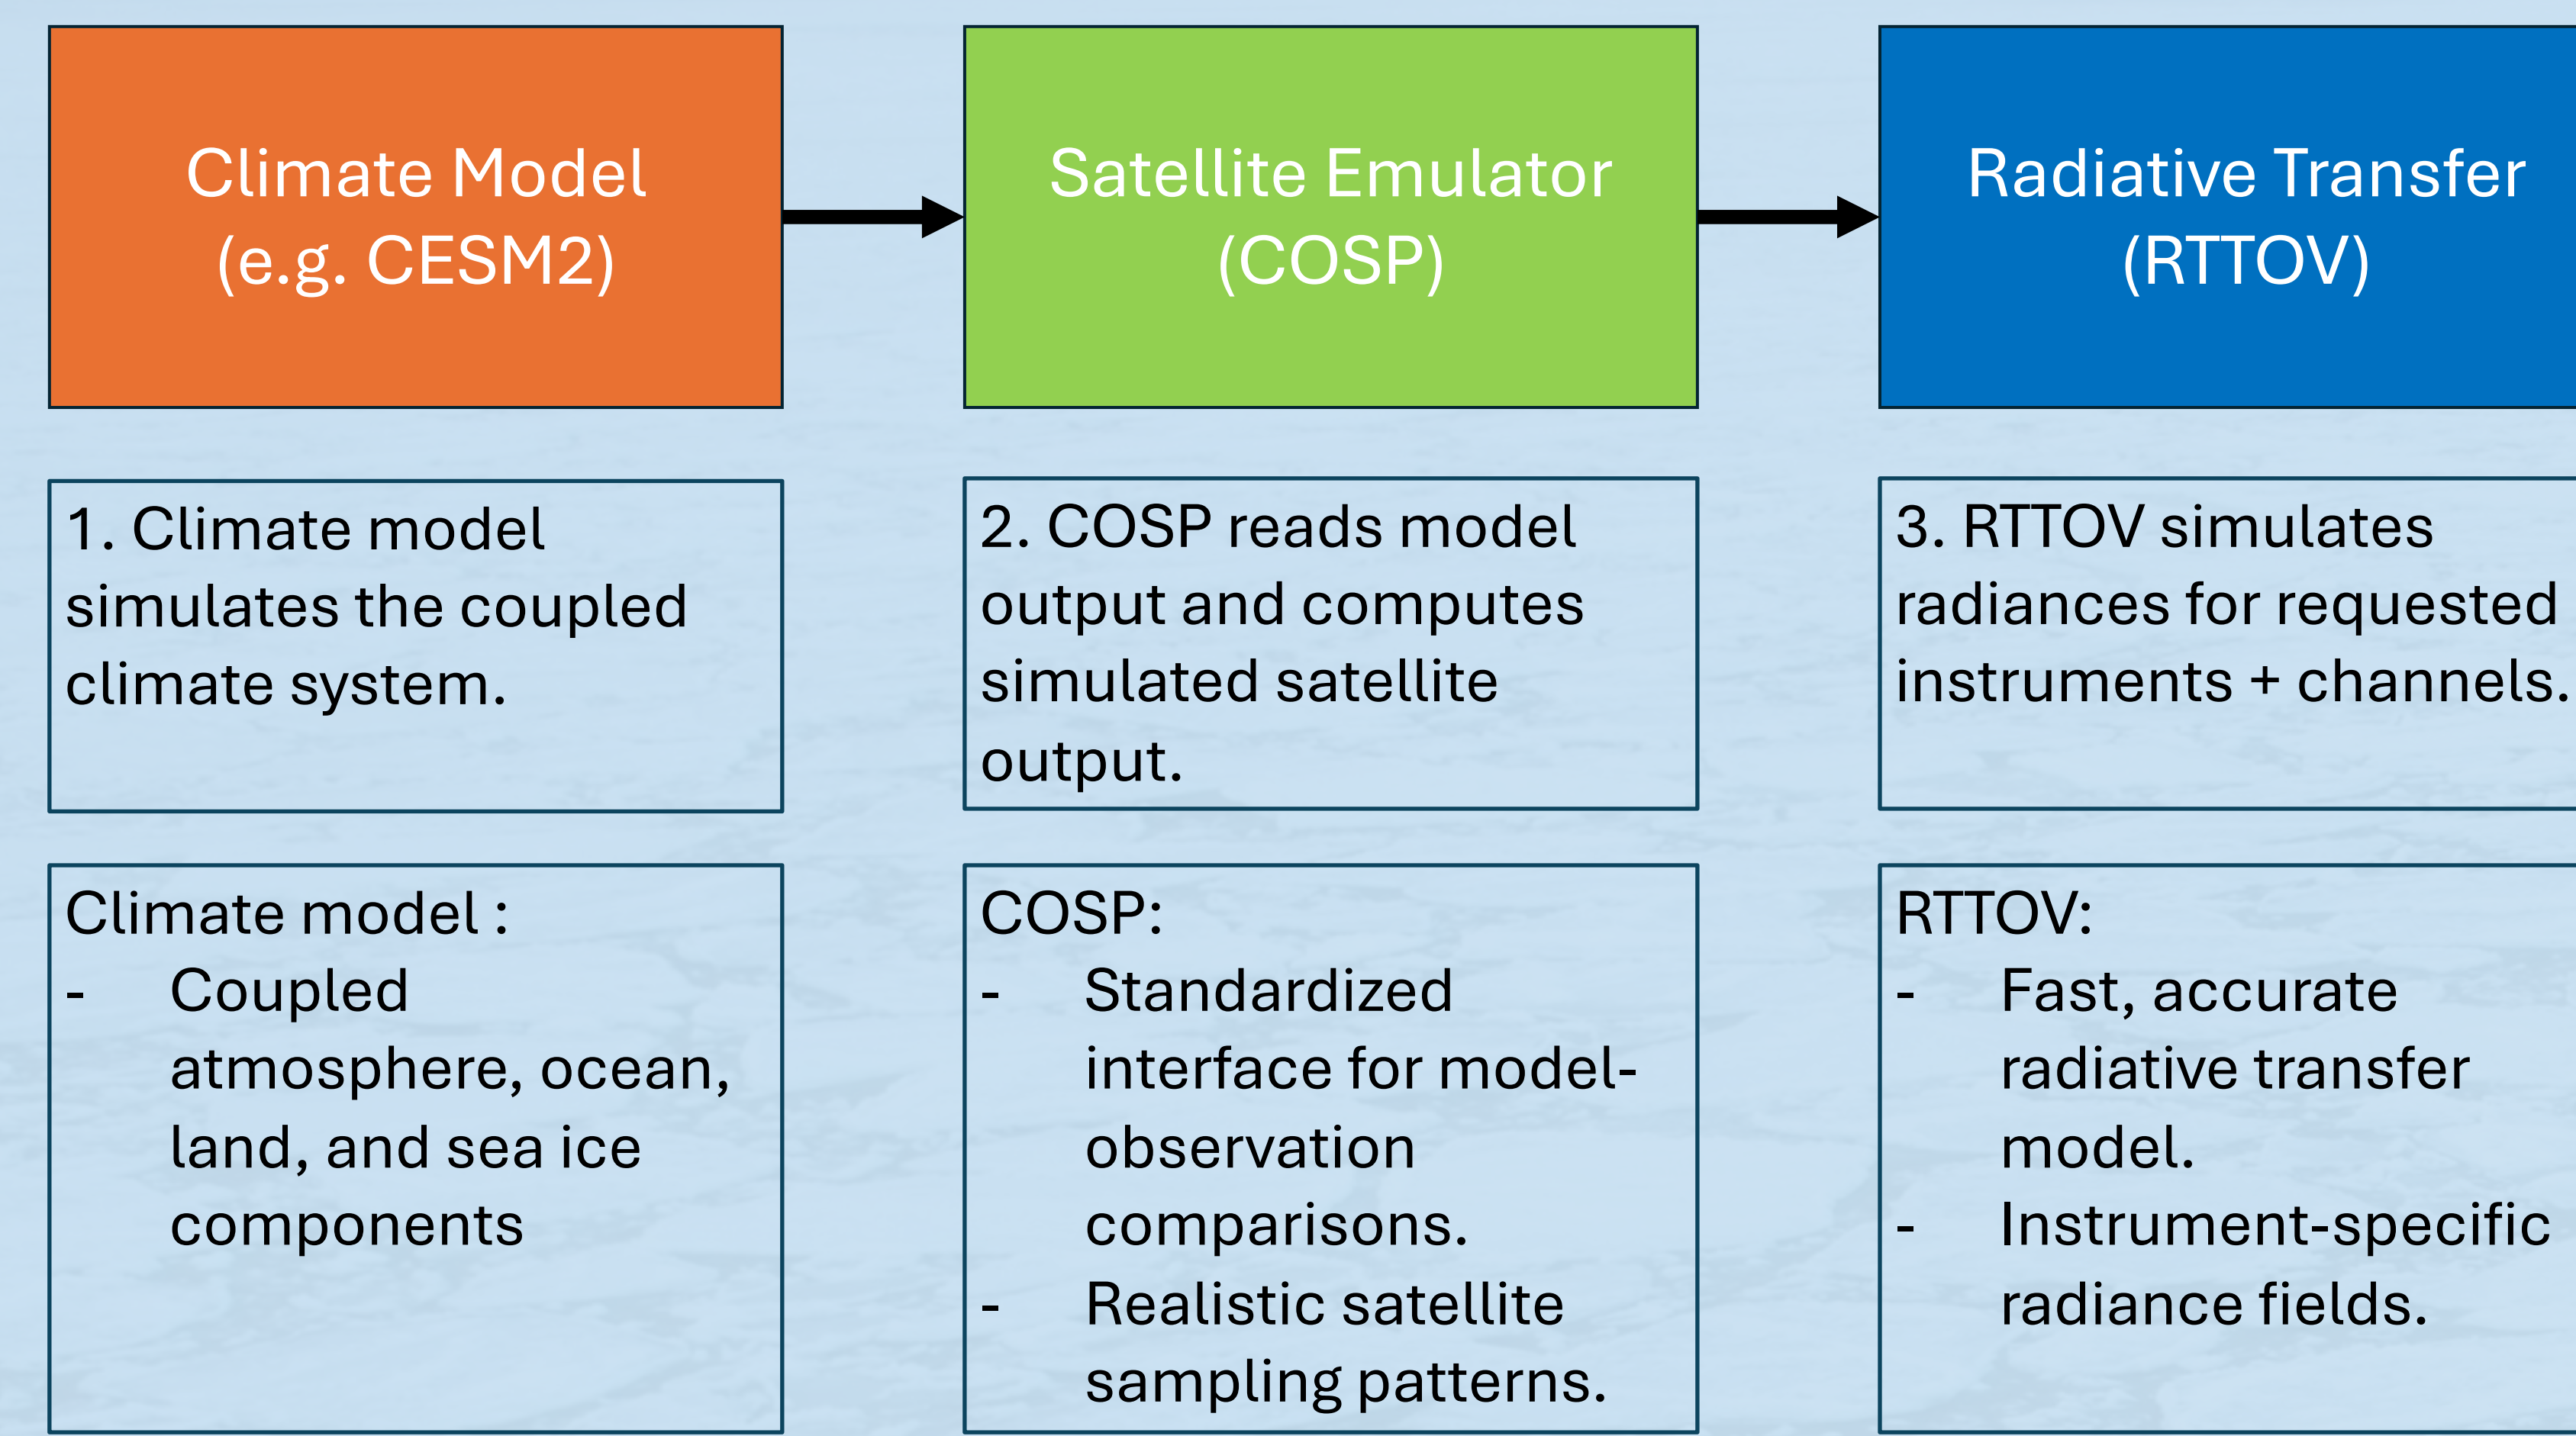 Climate Model
(e.g. CESM2)
Satellite Emulator
(COSP)
Radiative Transfer
(RTTOV)
1. Climate model
simulates the coupled
climate system.
2. COSP reads model
output and computes
simulated satellite
output.
3. RTTOV simulates
radiances for requested
instruments + channels.
Climate model :
- Coupled
atmosphere, ocean,
land, and sea ice
components
COSP:
- Standardized
interface for model-
observation
comparisons.
- Realistic satellite
sampling patterns.
RTTOV:
- Fast, accurate
radiative transfer
model.
- Instrument-specific
radiance fields.